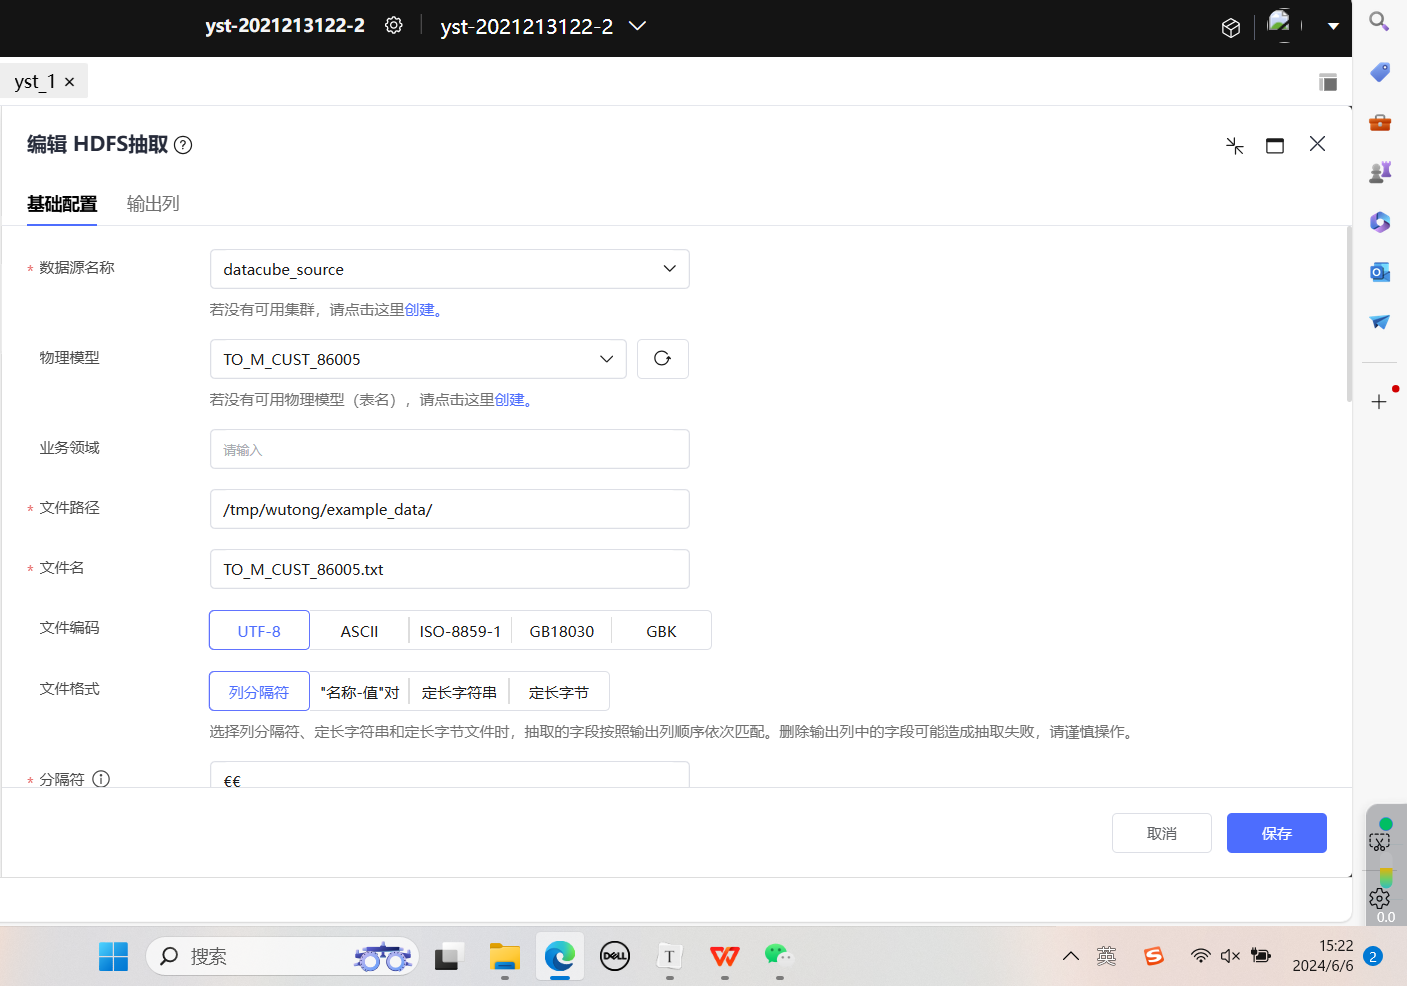 yst-2021213122-2
yst-2021213122-2
yst_1 ×
编辑 HDFS抽取
基础配置
输出列
* 数据源名称
datacube_source
若没有可用集群，请点击这里创建。
物理模型
TO_M_CUST_86005
若没有可用物理模型（表名），请点击这里创建。
业务领域
请输入
* 文件路径
/tmp/wutong/example_data/
* 文件名
TO_M_CUST_86005.txt
文件编码
UTF-8
ASCII
ISO-8859-1
GB18030
GBK
文件格式
列分隔符
"名称-值"对
定长字符串
定长字节
选择列分隔符、定长字符串和定长字节文件时，抽取的字段按照输出列顺序依次匹配。删除输出列中的字段可能造成抽取失败，请谨慎操作。
* 分隔符
€€
取消
保存
0.0
搜索
DELL
T
英
15:22
2024/6/6
2